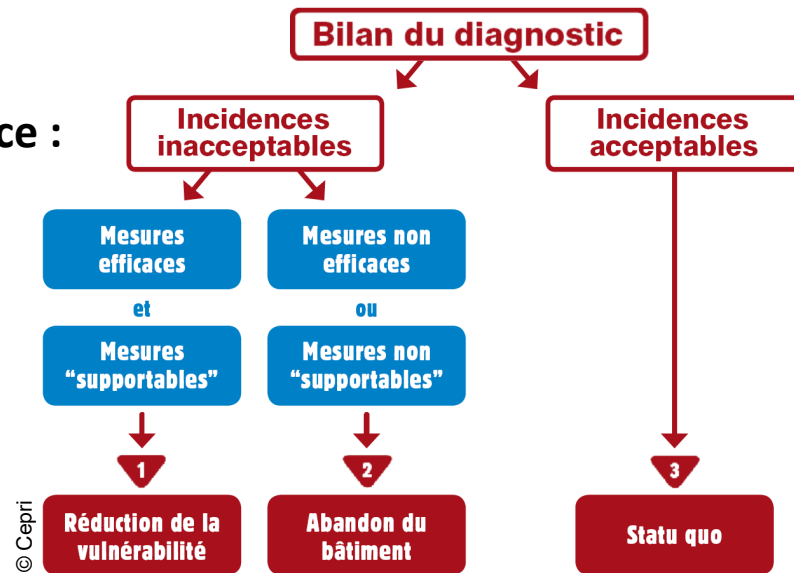 Bilan du diagnostic
ce :
Incidences
inacceptables
Incidences
acceptables
Mesures
efficaces
et
Mesures
“supportables”
1
Réduction de la
vulnérabilité
Mesures non
efficaces
ou
Mesures non
“supportables”
2
Abandon du
bâtiment
3
Statu quo
© Cepri